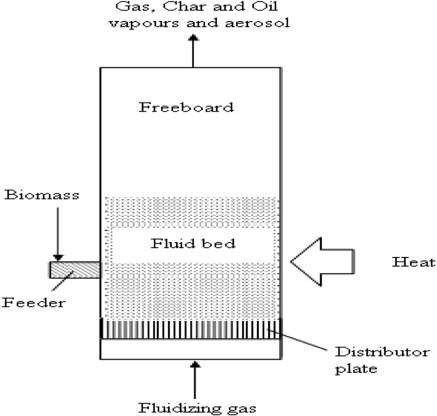 Gas, Char and Oil
vapours and aerosol
Freeboard
Biomass
Fluid bed
Heat
Feeder
Distributor
plate
Fluidizing gas